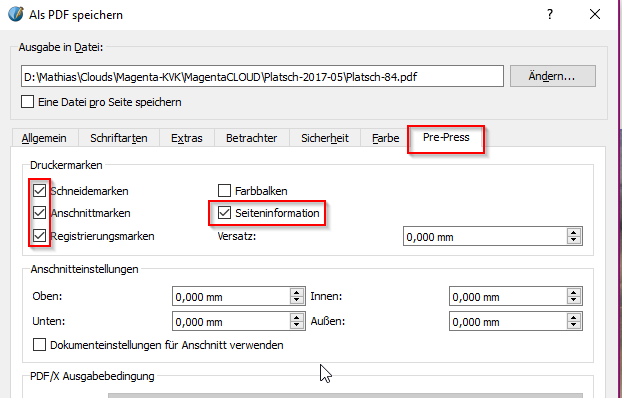 Als PDF speichern
Ausgabe in Datei:
D:\Mathias\Clouds\Magenta-KVK\MagentaCLOUD\Platsch-2017-05\Platsch-84.pdf Ändern...
Eine Datei pro Seite speichern
Allgemein Schriftarten Extras Betrachter Sicherheit Farbe Pre-Press
Druckermarken
Schneidemarken Farbbalken
Anschnittmarken Seiteninformation
Registrierungsmarken Versatz: 0,000 mm
Anschnitteinstellungen
Oben: 0,000 mm Innen: 0,000 mm
Unten: 0,000 mm Außen: 0,000 mm
Dokumenteinstellungen für Anschnitt verwenden
PDF/X Ausgabebedingung